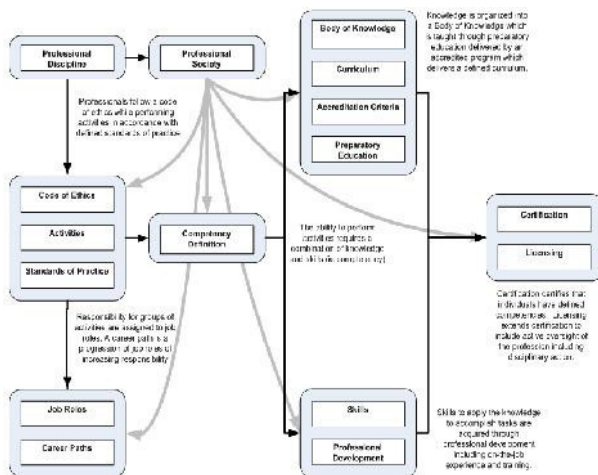 Professional
Discipline
Professional
Society
Body of Knowledge
Curriculum
Accreditation Criteria
Preparatory
Education
Knowledge is organized into
a Body of Knowledge which
is taught through preparatory
education delivered by an
accredited program which
delivers a defined curriculum.
Professionals follow a code
of ethics while performing
activities in accordance with
defined standards of practice
Code of Ethics
Activities
Standards of Practice
Competency
Definition
The ability to perform
activities requires a
combination of knowledge
and skills (ie competency)
Certification
Licensing
Certification certifies that
individuals have defined
competencies. Licensing
extends certification to
include active oversight of
the profession including
disciplinary action.
Responsibility for groups of
activities are assigned to job
roles. A career path is a
progression of job roles of
increasing responsibility
Job Roles
Career Paths
Skills
Professional
Development
Skills to apply the knowledge
to accomplish tasks are
acquired through
professional development
including on-the-job
experience and training.